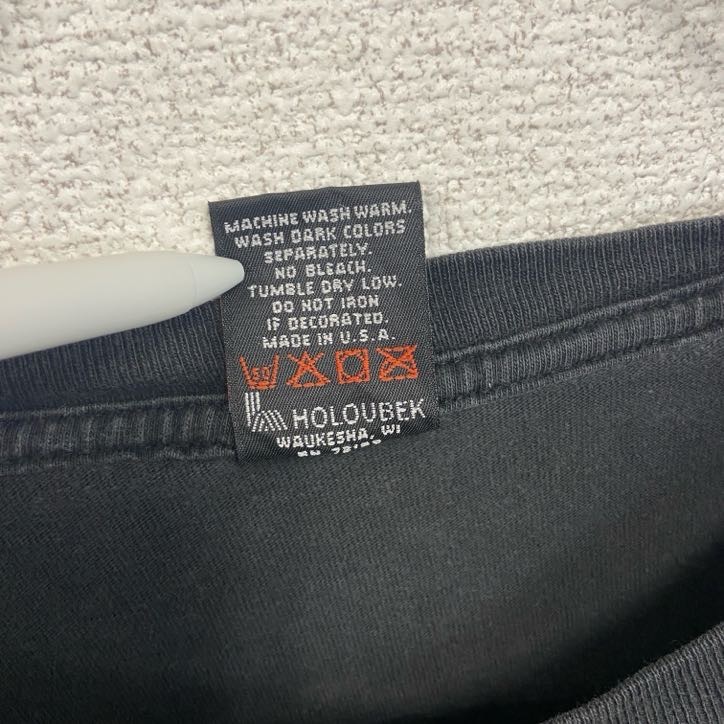 MACHINE WASH WARM.
WASH DARK COLORS
SEPARATELY.
NO BLEACH.
TUMBLE DRY LOW.
DO NOT IRON
IF DECORATED.
MADE IN U.S.A.
50
HOLOUBEK
WAUKESHA, WI